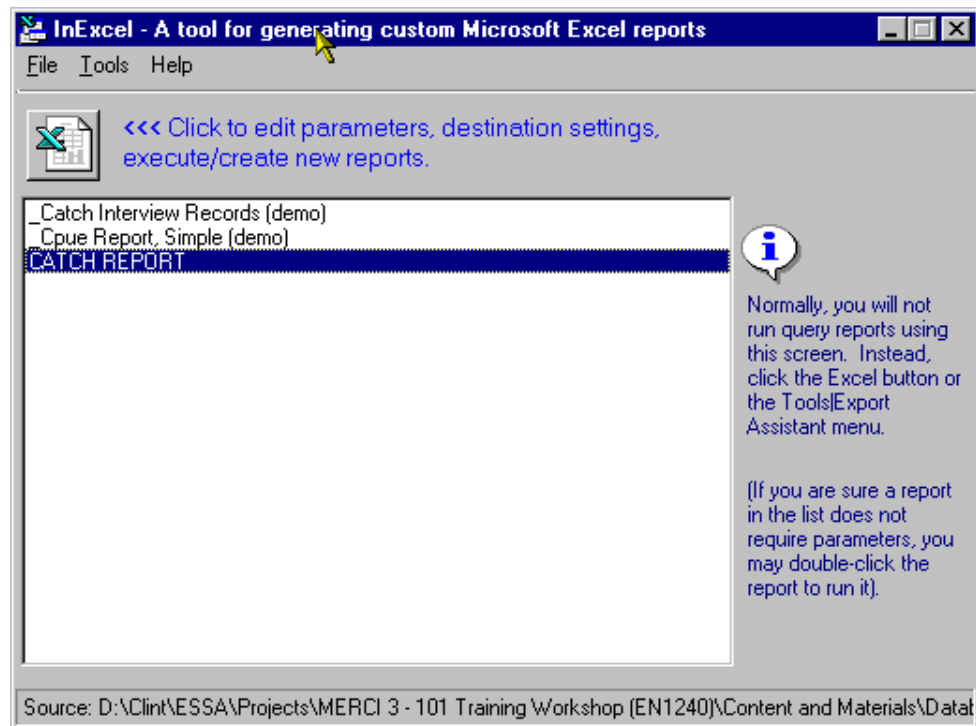 InExcel - A tool for generating custom Microsoft Excel reports
File Tools Help
<<< Click to edit parameters, destination settings,
execute/create new reports.
_Catch Interview Records (demo)
_Cpue Report, Simple (demo)
CATCH REPORT
Normally, you will not
run query reports using
this screen. Instead,
click the Excel button or
the Tools|Export
Assistant menu.
(If you are sure a report
in the list does not
require parameters, you
may double-click the
report to run it).
Source: D:\Clint\ESSA\Projects\MERCI 3 - 101 Training Workshop (EN1240)\Content and Materials\Data